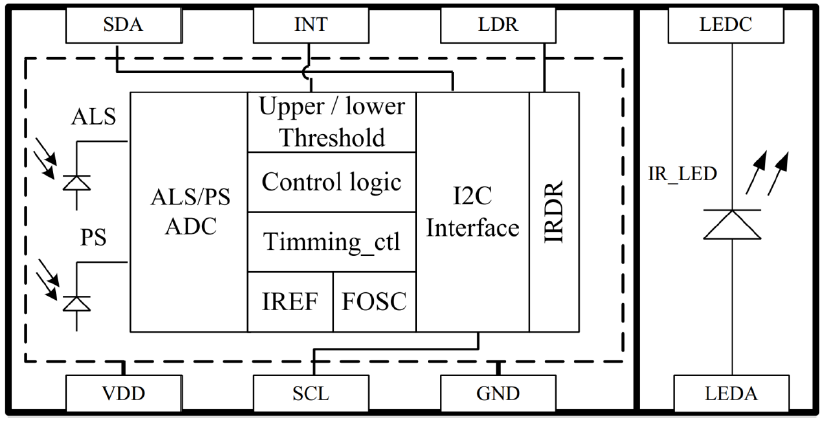 SDA
INT
LDR
LEDC
ALS
PS
ALS/PS
ADC
Upper / lower
Threshold
Control logic
Timming_ctl
IREF
FOSC
I2C
Interface
IRDR
IR_LED
VDD
SCL
GND
LEDA